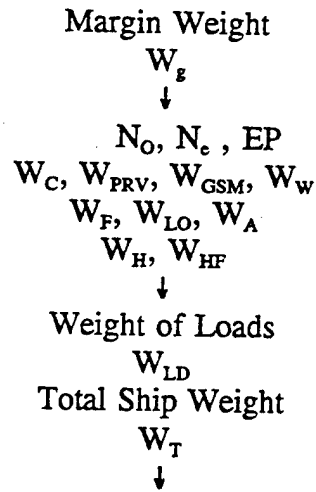 Margin Weight
W_g
↓
N_O, N_e , EP
W_C, W_PRV, W_GSM, W_W
W_F, W_LO, W_A
W_H, W_HF
↓
Weight of Loads
W_LD
Total Ship Weight
W_T
↓